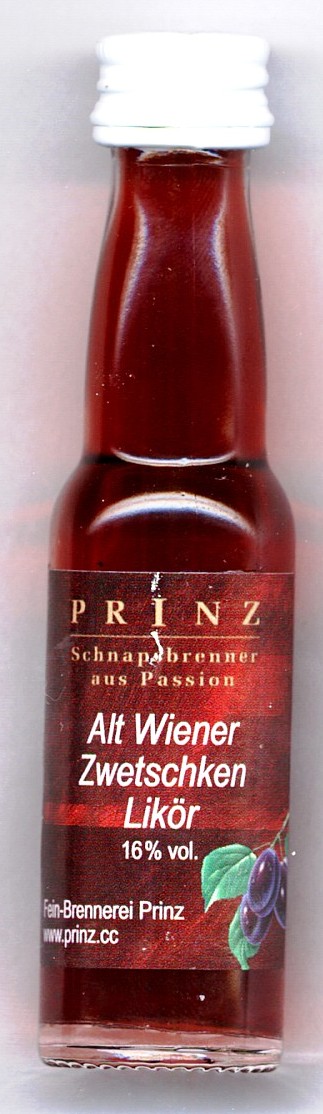 PRINZ
Schnapsbrenner
aus Passion
Alt Wiener
Zwetschken
Likör
16% vol.
Fein-Brennerei Prinz
www.prinz.cc